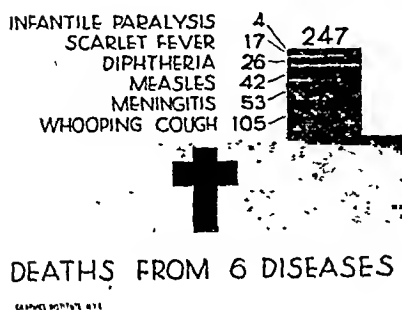 INFANTILE PARALYSIS 4
SCARLET FEVER 17
DIPHTHERIA 26
MEASLES 42
MENINGITIS 53
WHOOPING COUGH 105
247
DEATHS FROM 6 DISEASES